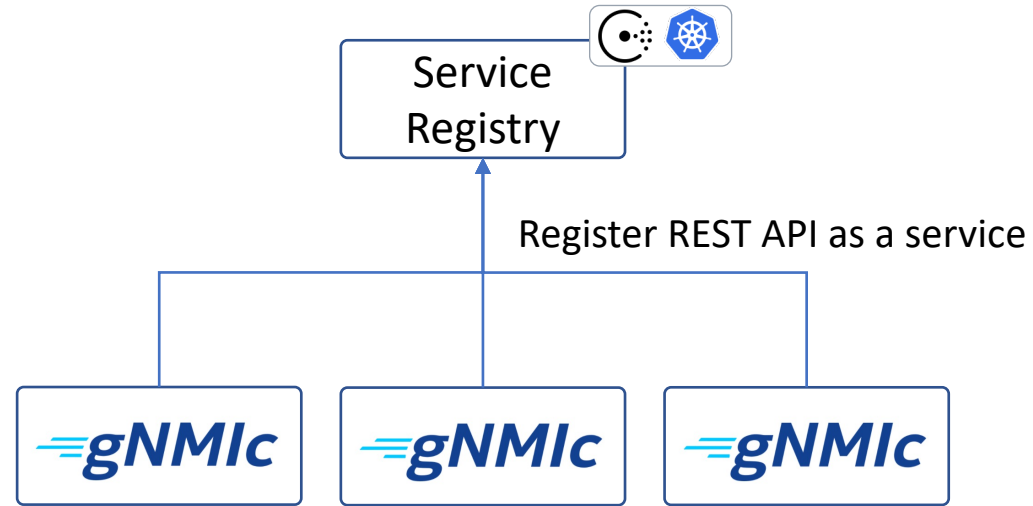 Service
Registry
Register REST API as a service
gNMIc
gNMIc
gNMIc